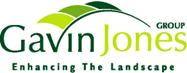 GROUP
Gavin Jones
Enhancing The Landscape